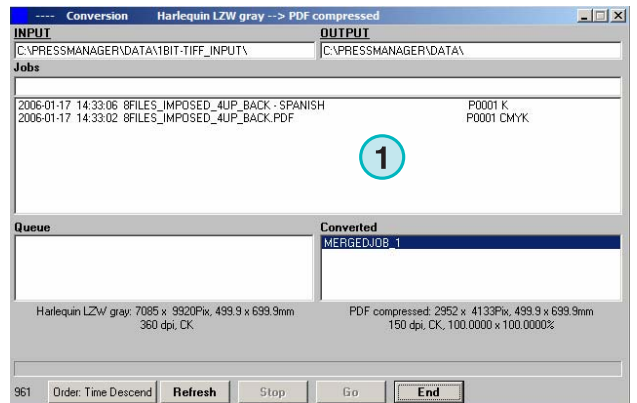 ---- Conversion Harlequin LZW gray --> PDF compressed
INPUT OUTPUT
C:\PRESSMANAGER\DATA\1BIT-TIFF_INPUT\ C:\PRESSMANAGER\DATA\
Jobs
2006-01-17 14:33:06 8FILES_IMPOSED_4UP_BACK - SPANISH P0001 K
2006-01-17 14:33:02 8FILES_IMPOSED_4UP_BACK.PDF P0001 CMYK
1
Queue Converted
MERGEDJOB_1
Harlequin LZW gray: 7085 x 9920Pix, 499.9 x 699.9mm PDF compressed: 2952 x 4133Pix, 499.9 x 699.9mm
360 dpi, CK 150 dpi, CK, 100.0000 x 100.0000%
961 Order: Time Descend Refresh Stop Go End